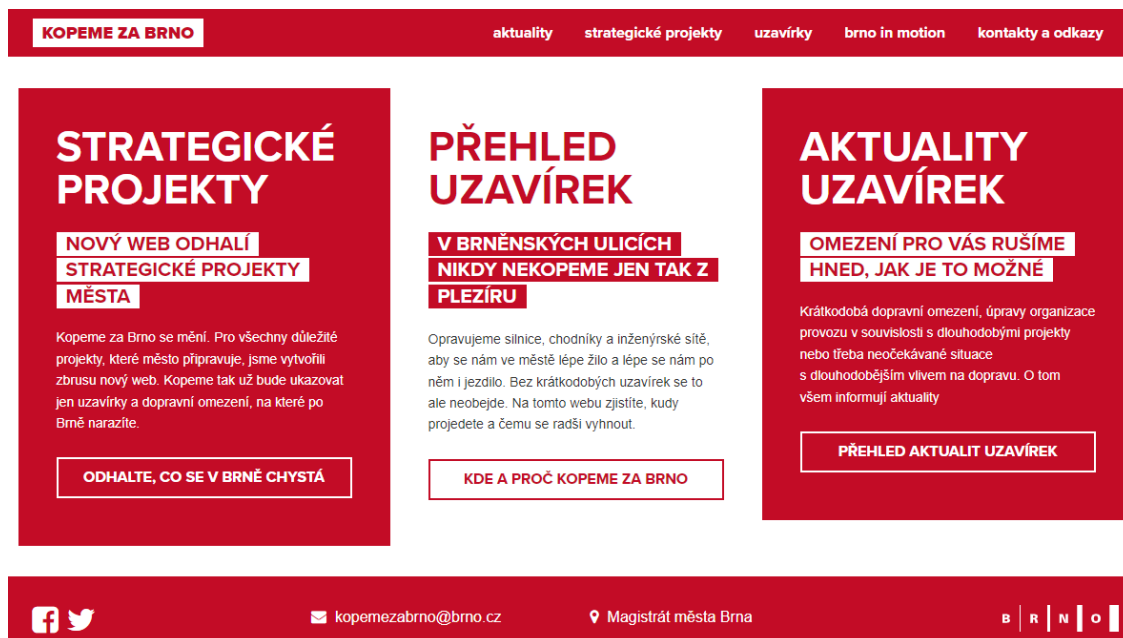 KOPEME ZA BRNO
aktuality strategické projekty uzavírky brno in motion kontakty a odkazy
STRATEGICKÉ
PROJEKTY
NOVÝ WEB ODHALÍ
STRATEGICKÉ PROJEKTY
MĚSTA
Kopeme za Brno se mění. Pro všechny důležité
projekty, které město připravuje, jsme vytvořili
zbrusu nový web. Kopeme tak už bude ukazovat
jen uzavírky a dopravní omezení, na které po
Brně narazíte.
ODHALTE, CO SE V BRNĚ CHYSTÁ
PŘEHLED
UZAVÍREK
V BRNĚNSKÝCH ULICÍCH
NIKDY NEKOPEME JEN TAK Z
PLEZÍRU
Opravujeme silnice, chodníky a inženýrské sítě,
aby se nám ve městě lépe žilo a lépe se nám po
něm i jezdilo. Bez krátkodobých uzavírek se to
ale neobejde. Na tomto webu zjistíte, kudy
projedete a čemu se radši vyhnout.
KDE A PROČ KOPEME ZA BRNO
AKTUALITY
UZAVÍREK
OMEZENÍ PRO VÁS RUŠÍME
HNED, JAK JE TO MOŽNÉ
Krátkodobá dopravní omezení, úpravy organizace
provozu v souvislosti s dlouhodobými projekty
nebo třeba neočekávané situace
s dlouhodobějším vlivem na dopravu. O tom
všem informují aktuality
PŘEHLED AKTUALIT UZAVÍREK
kopemezabrno@brno.cz
Magistrát města Brna
B R N O